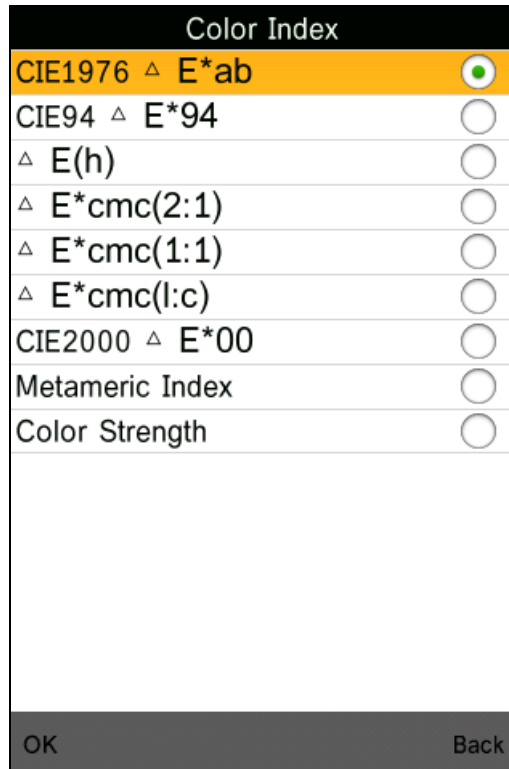 Color Index
CIE1976 △ E*ab
CIE94 △ E*94
△ E(h)
△ E*cmc(2:1)
△ E*cmc(1:1)
△ E*cmc(l:c)
CIE2000 △ E*00
Metameric Index
Color Strength
OK Back